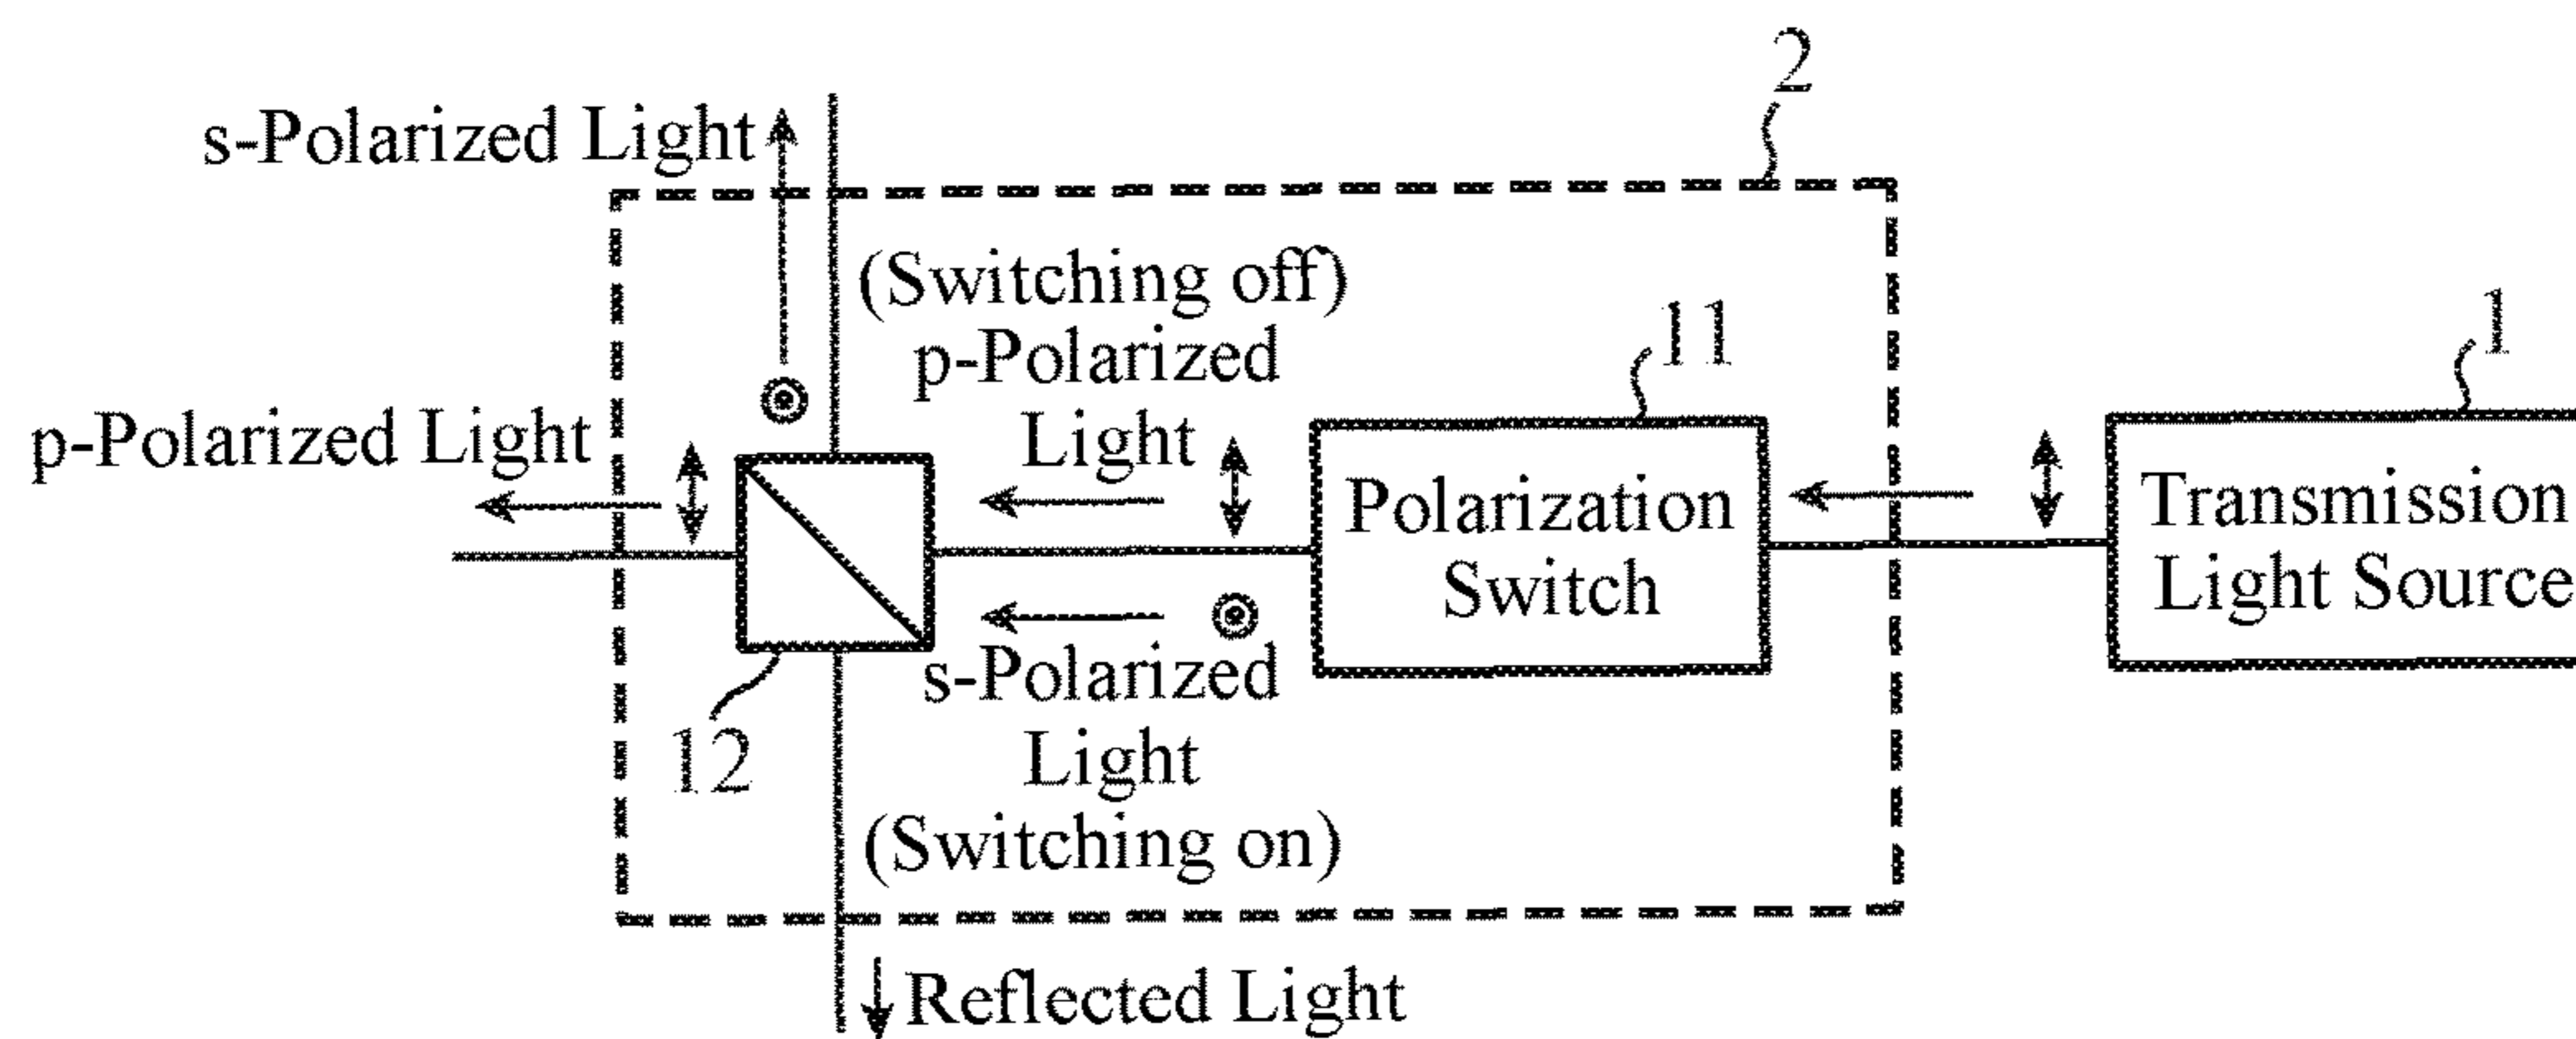 2
s-Polarized Light
(Switching off)
p-Polarized
Light
11
1
p-Polarized Light
Polarization
Switch
Transmission
Light Source
s-Polarized
Light
(Switching on)
12
Reflected Light